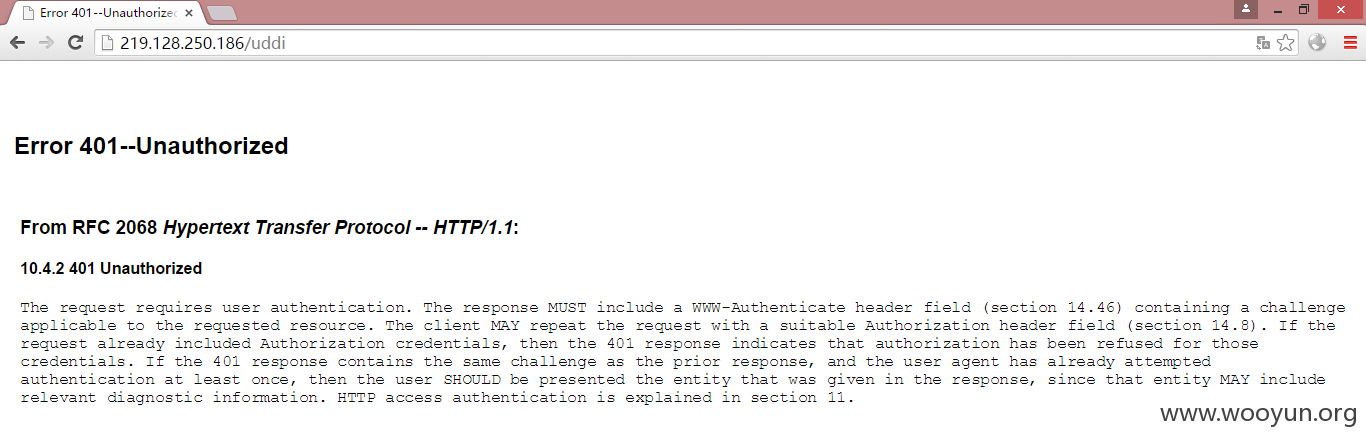 Error 401--Unauthorized
219.128.250.186/uddi
Error 401--Unauthorized
From RFC 2068 Hypertext Transfer Protocol -- HTTP/1.1:
10.4.2 401 Unauthorized
The request requires user authentication. The response MUST include a WWW-Authenticate header field (section 14.46) containing a challenge
applicable to the requested resource. The client MAY repeat the request with a suitable Authorization header field (section 14.8). If the
request already included Authorization credentials, then the 401 response indicates that authorization has been refused for those
credentials. If the 401 response contains the same challenge as the prior response, and the user agent has already attempted
authentication at least once, then the user SHOULD be presented the entity that was given in the response, since that entity MAY include
relevant diagnostic information. HTTP access authentication is explained in section 11.
www.wooyun.org